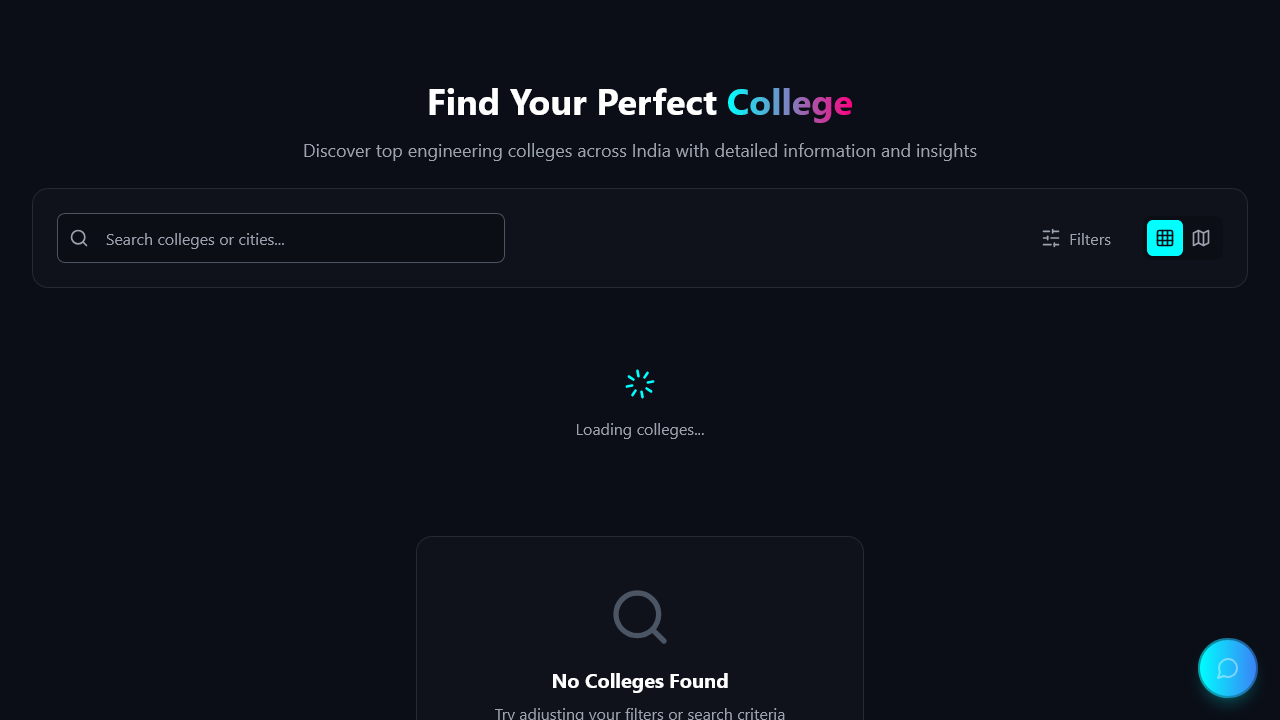 Find Your Perfect College
Discover top engineering colleges across India with detailed information and insights
Search colleges or cities...
Filters
Loading colleges...
No Colleges Found
Try adjusting your filters or search criteria